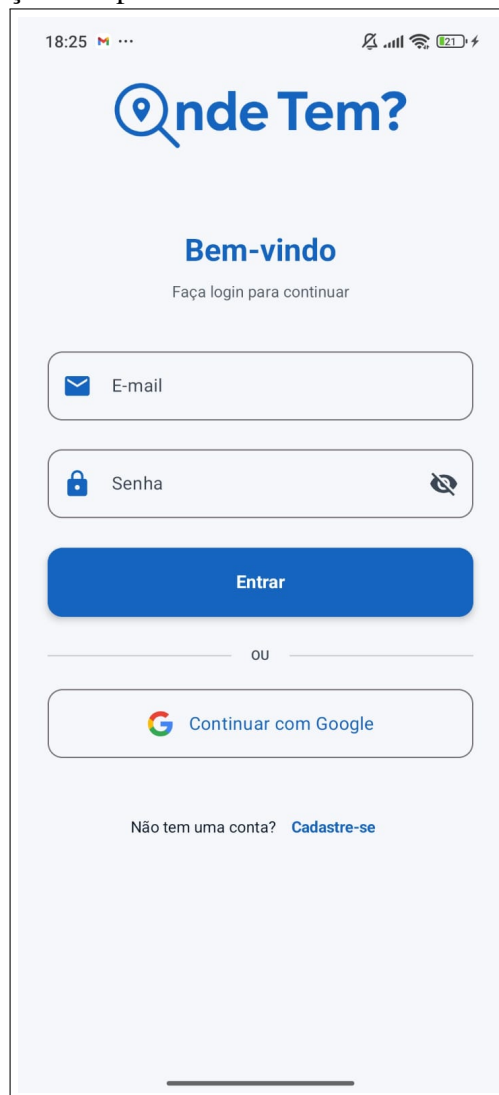 18:25 M ... 21
Onde Tem?
Bem-vindo
Faça login para continuar
E-mail
Senha
Entrar
OU
Continuar com Google
Não tem uma conta? Cadastre-se